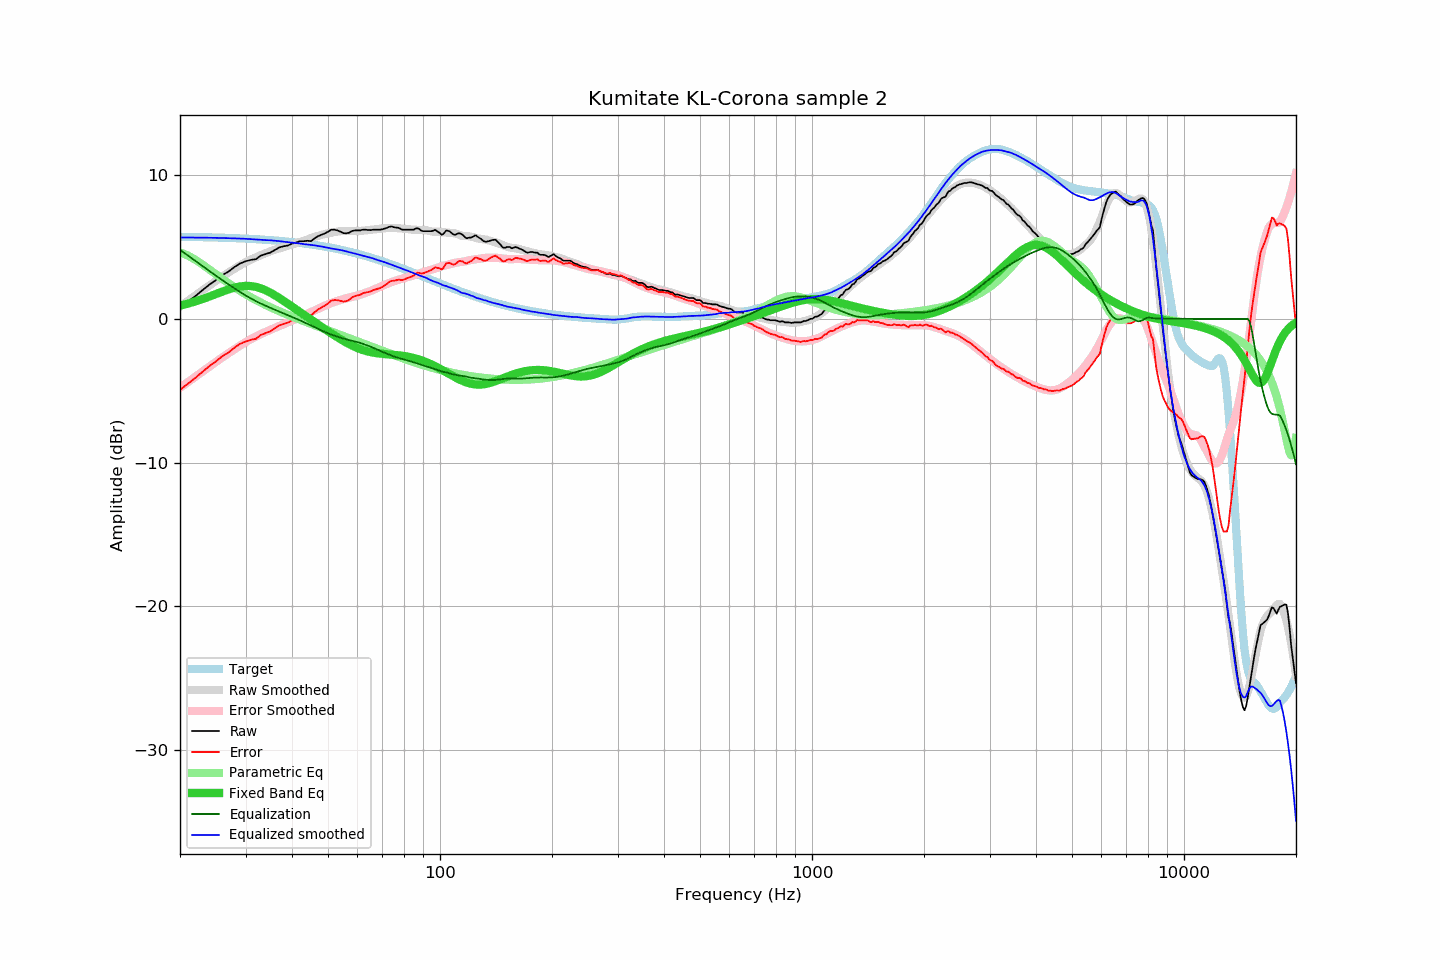 Kumitate KL-Corona sample 2
Amplitude (dBr)
10
0
−10
−20
−30
Target
Raw Smoothed
Error Smoothed
Raw
Error
Parametric Eq
Fixed Band Eq
Equalization
Equalized smoothed
100
1000
10000
Frequency (Hz)